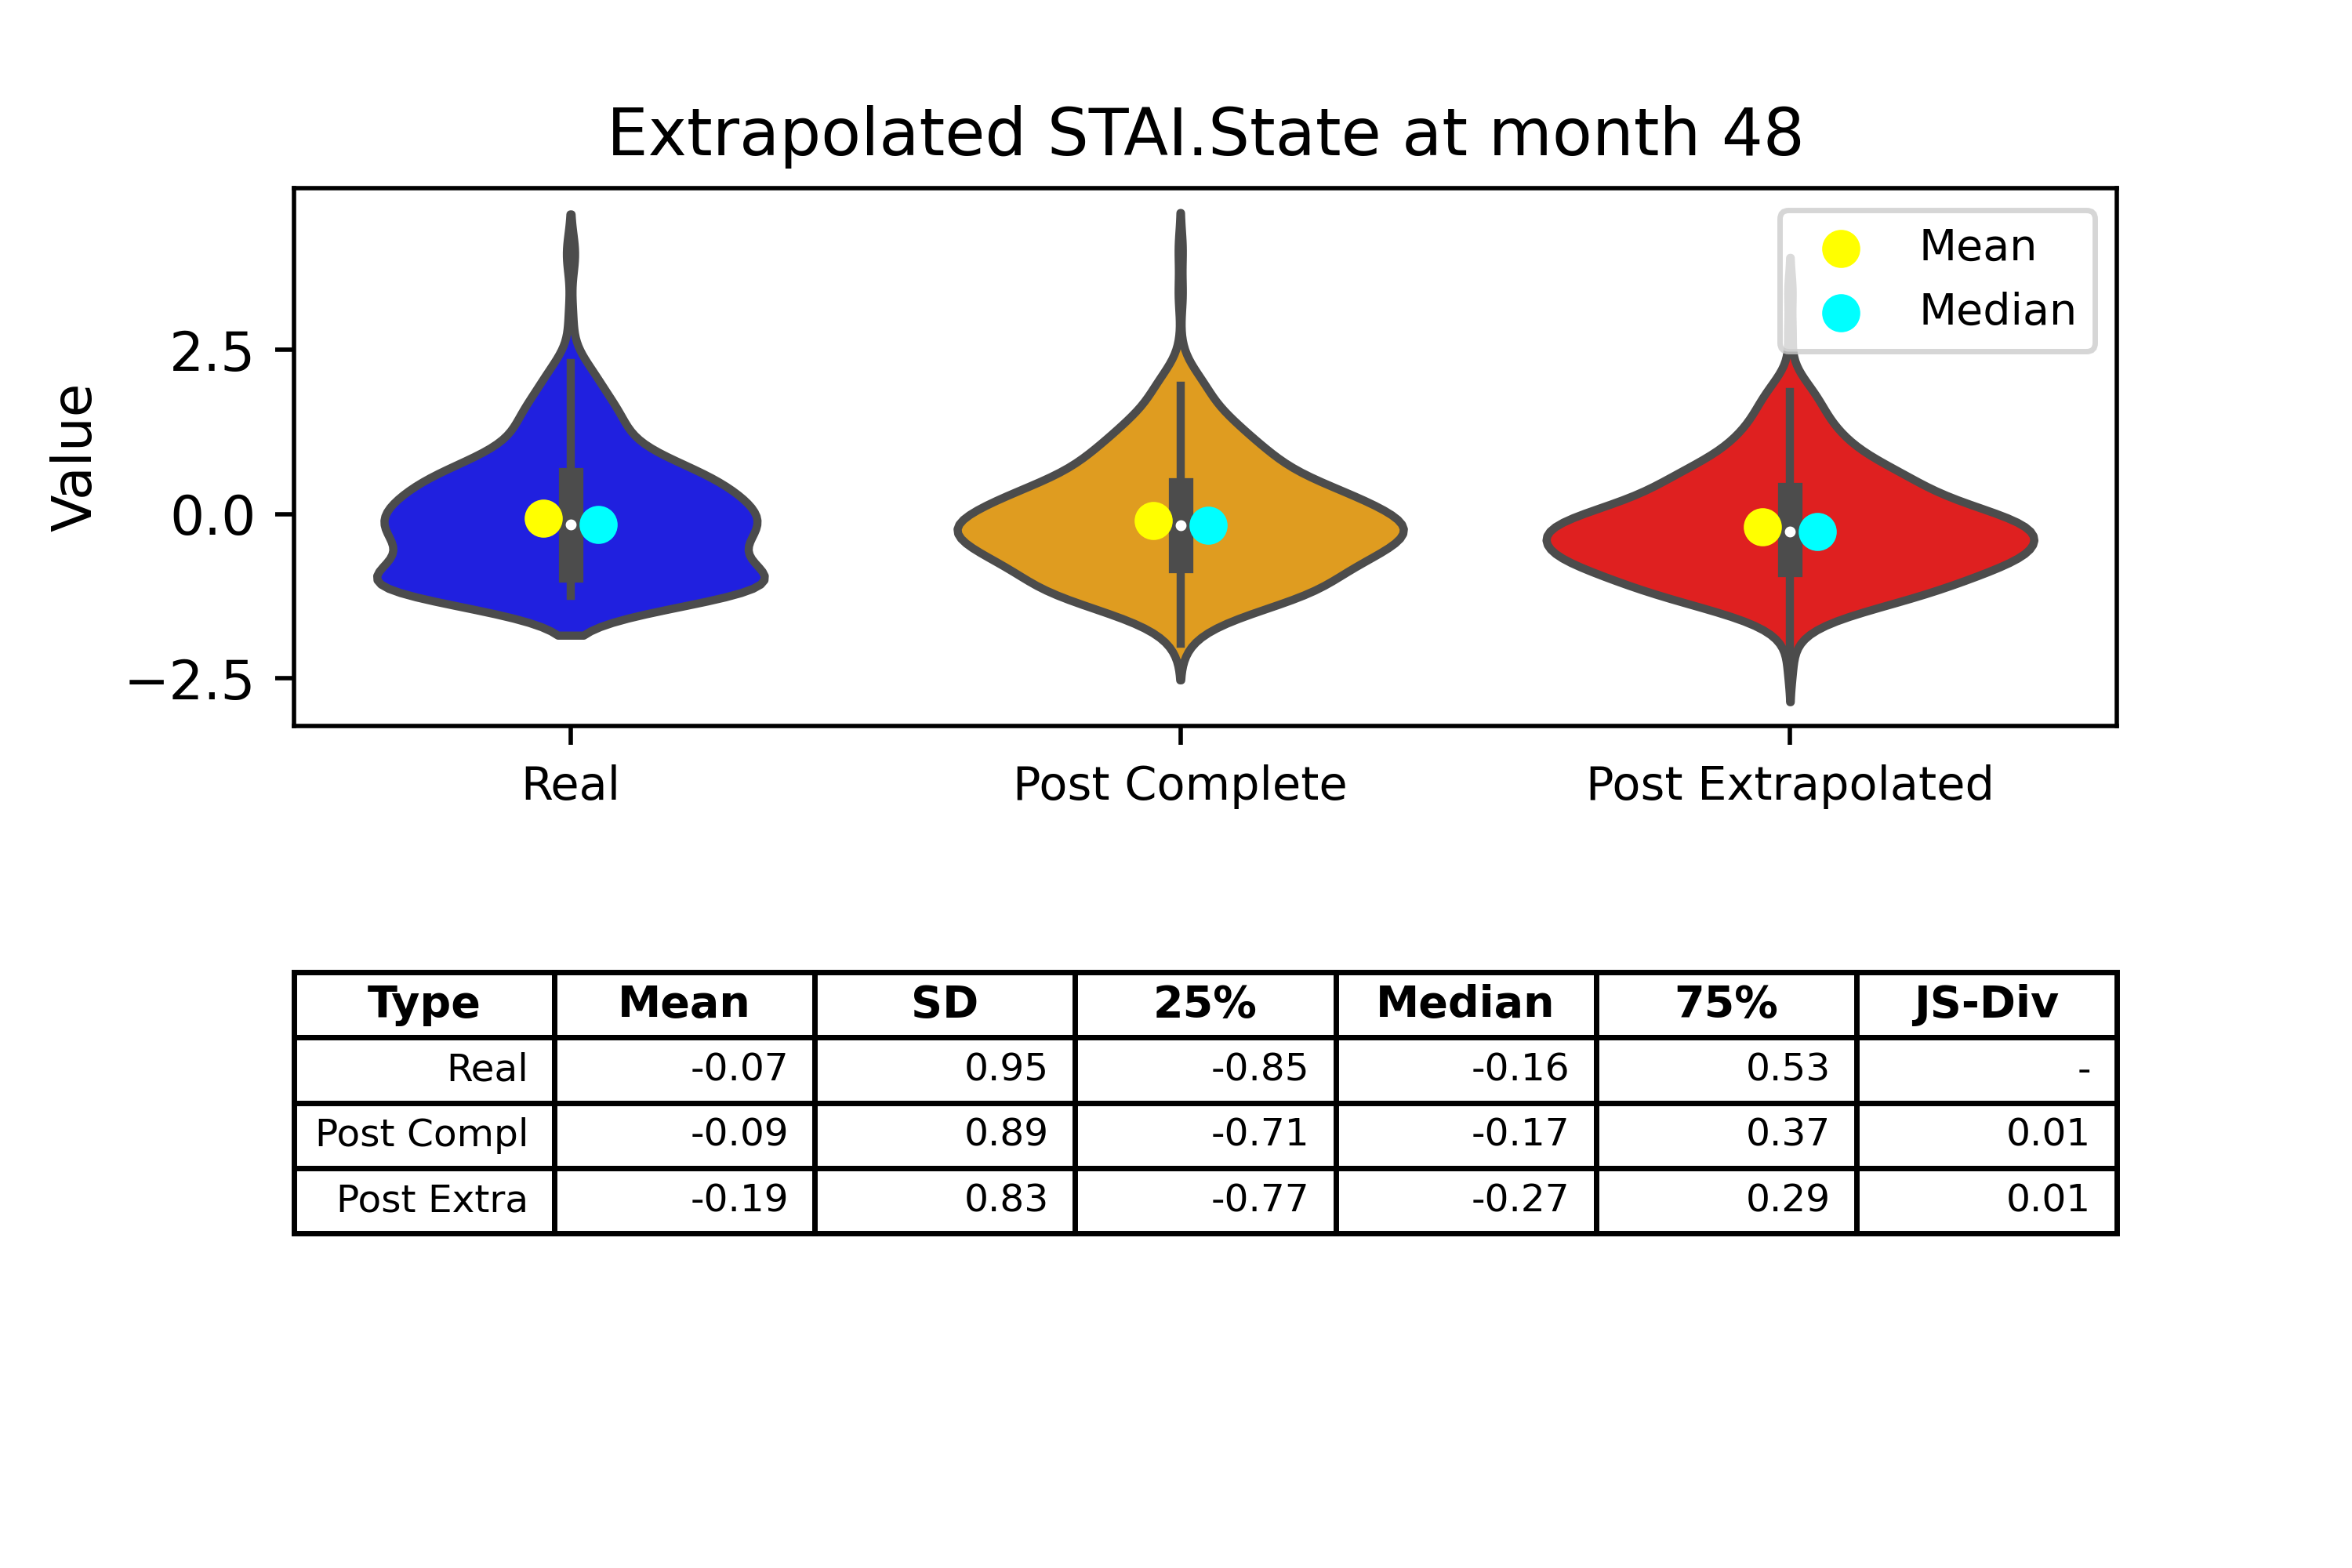 Extrapolated STAI.State at month 48
Mean
Median
Value
2.5
0.0
−2.5
Real Post Complete Post Extrapolated
Type Mean SD 25% Median 75% JS-Div
Real -0.07 0.95 -0.85 -0.16 0.53 -
Post Compl -0.09 0.89 -0.71 -0.17 0.37 0.01
Post Extra -0.19 0.83 -0.77 -0.27 0.29 0.01